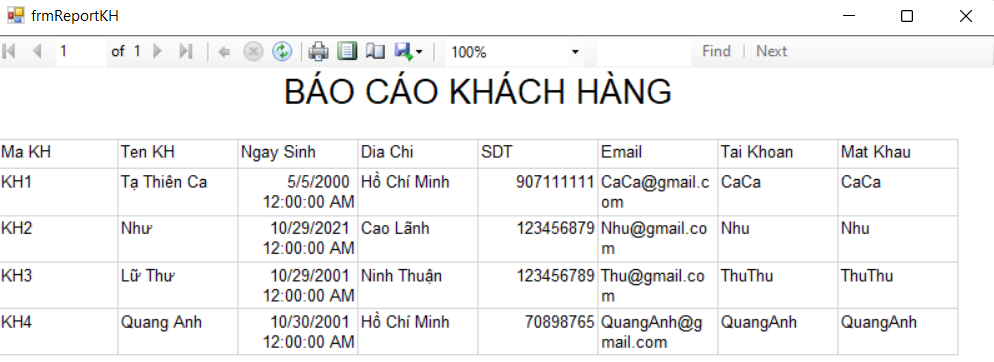 frmReportKH
1 of 1 100% Find | Next
BÁO CÁO KHÁCH HÀNG
Ma KH Ten KH Ngay Sinh Dia Chi SDT Email Tai Khoan Mat Khau
KH1 Tạ Thiên Ca 5/5/2000 Hồ Chí Minh 907111111 CaCa@gmail.c CaCa CaCa
12:00:00 AM om
KH2 Như 10/29/2021 Cao Lãnh 123456879 Nhu@gmail.co Nhu Nhu
12:00:00 AM m
KH3 Lữ Thư 10/29/2001 Ninh Thuận 123456789 Thu@gmail.co ThuThu ThuThu
12:00:00 AM m
KH4 Quang Anh 10/30/2001 Hồ Chí Minh 70898765 QuangAnh@g QuangAnh QuangAnh
12:00:00 AM mail.com